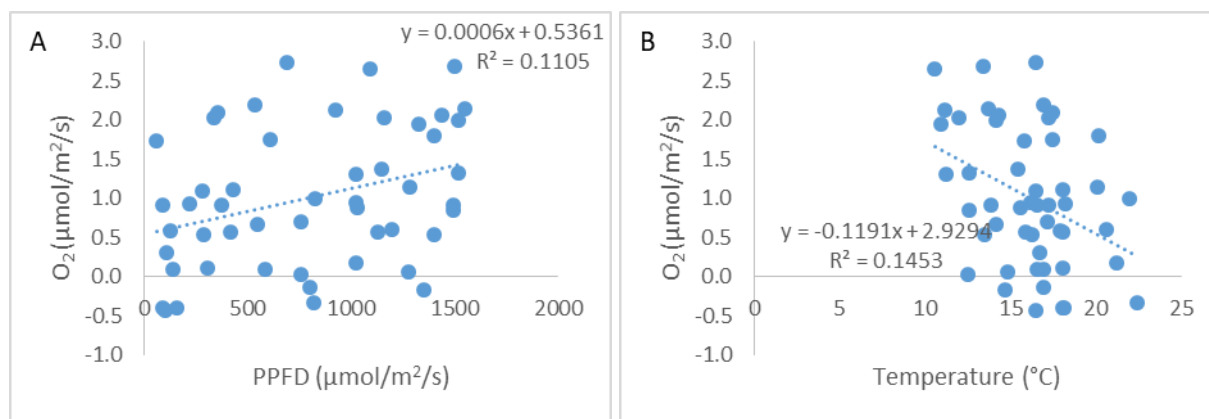 A
y = 0.0006x + 0.5361
R² = 0.1105
3.0
2.5
2.0
1.5
1.0
0.5
0.0
-0.5
-1.0
O₂ (μmol/m²/s)
0
500
1000
1500
2000
PPFD (μmol/m²/s)
B
3.0
2.5
2.0
1.5
1.0
0.5
0.0
-0.5
-1.0
O₂ (μmol/m²/s)
y = -0.1191x + 2.9294
R² = 0.1453
0
5
10
15
20
25
Temperature (°C)